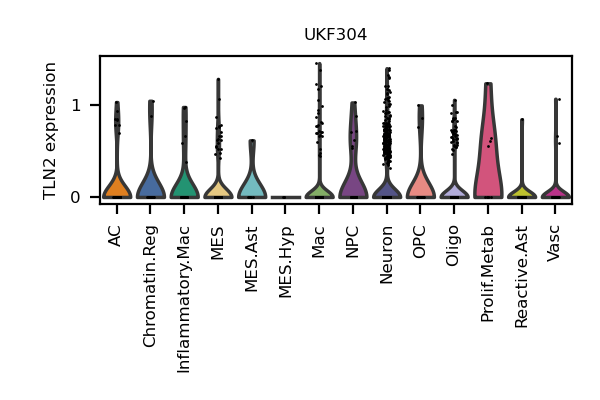 UKF304
TLN2 expression
1
0
AC
Chromatin.Reg
Inflammatory.Mac
MES
MES.Ast
MES.Hyp
Mac
NPC
Neuron
OPC
Oligo
Prolif.Metab
Reactive.Ast
Vasc